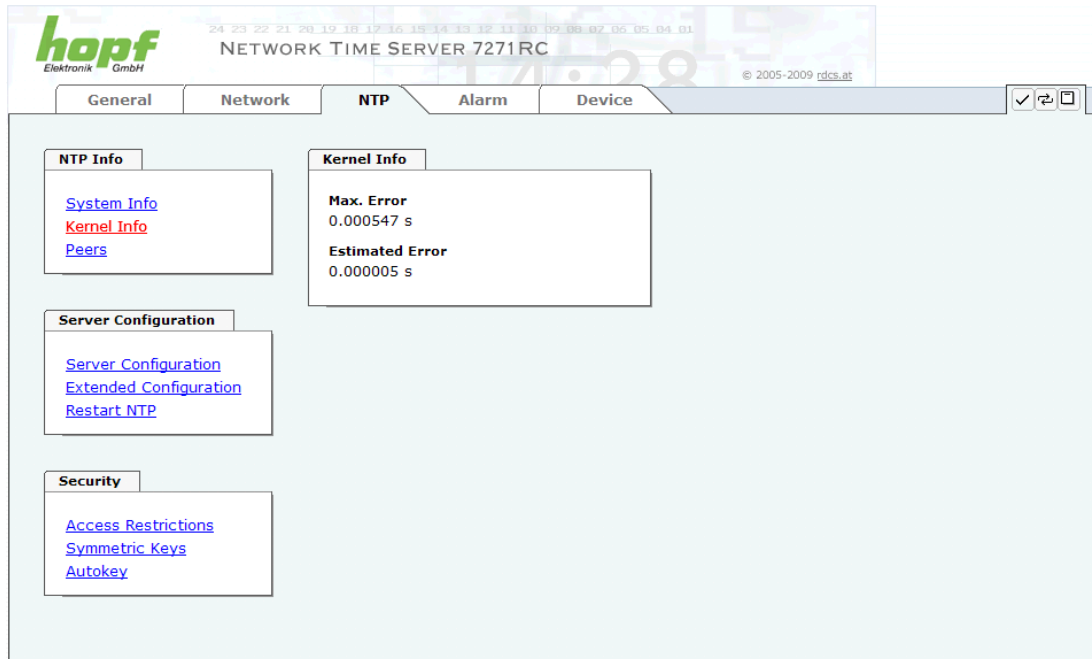 24 23 22 21 20 19 18 17 16 15 14 13 12 11 10 09 08 07 06 05 04 01
hopf
Elektronik GmbH
NETWORK TIME SERVER 7271RC
14:28
© 2005-2009 rdcs.at
General Network NTP Alarm Device
NTP Info
System Info
Kernel Info
Peers
Kernel Info
Max. Error
0.000547 s
Estimated Error
0.000005 s
Server Configuration
Server Configuration
Extended Configuration
Restart NTP
Security
Access Restrictions
Symmetric Keys
Autokey